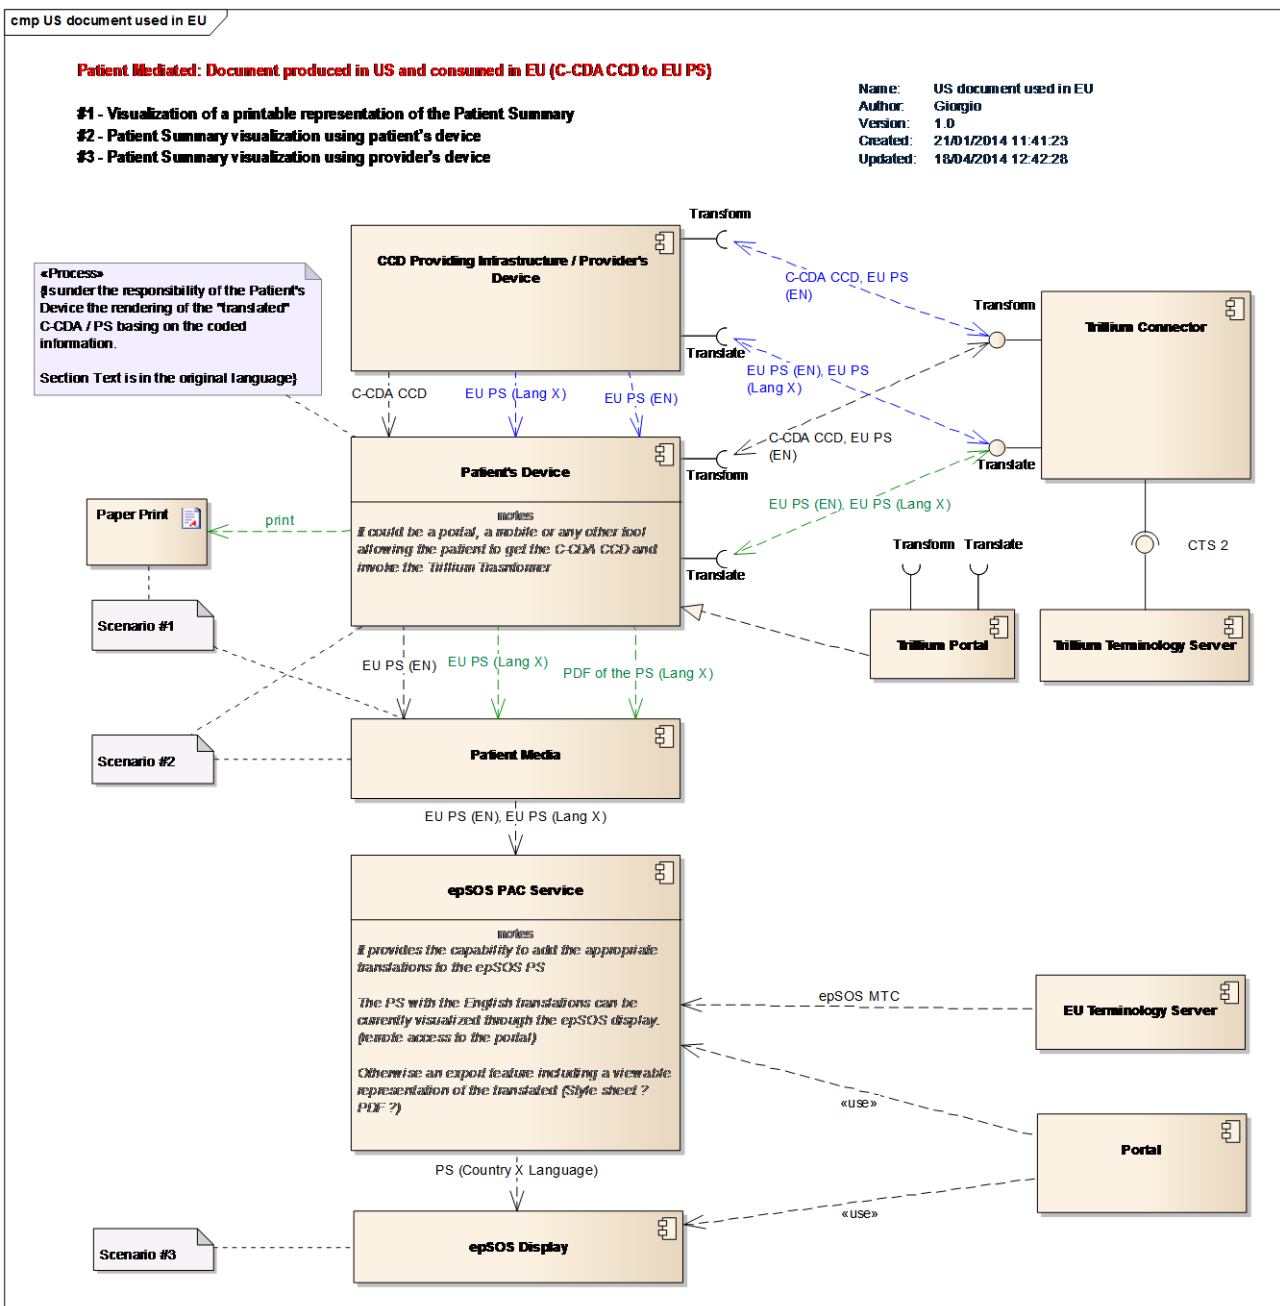 cmp US document used in EU
Patient Mediated: Document produced in US and consumed in EU (C-CDA CCD to EU PS)
#1 - Visualization of a printable representation of the Patient Summary
#2 - Patient Summary visualization using patient's device
#3 - Patient Summary visualization using provider's device
Name: US document used in EU
Author: Giorgio
Version: 1.0
Created: 21/01/2014 11:41:23
Updated: 18/04/2014 12:42:28
Transform
CCD Providing Infrastructure / Provider's
Device
«Process»
{Is under the responsibility of the Patient's
Device the rendering of the "translated"
C-CDA / PS basing on the coded
information.
Section Text is in the original language}
C-CDA CCD, EU PS
(EN)
Transform
Trillium Connector
Translate
EU PS (EN), EU PS
(Lang X)
C-CDA CCD
EU PS (Lang X)
EU PS (EN)
C-CDA CCD, EU PS
(EN)
Translate
Transform
Patient's Device
notes
It could be a portal, a mobile or any other tool
allowing the patient to get the C-CDA CCD and
invoke the Trillium Trasnformer
EU PS (EN), EU PS (Lang X)
Paper Print
print
Translate
Transform Translate
CTS 2
Scenario #1
Trillium Portal
Trillium Terminology Server
EU PS (EN)
EU PS (Lang X)
PDF of the PS (Lang X)
Scenario #2
Patient Media
EU PS (EN), EU PS (Lang X)
epSOS PAC Service
notes
It provides the capability to add the appropriate
translations to the epSOS PS
The PS with the English translations can be
currently visualized through the epSOS display.
(remote access to the portal)
Otherwise an export feature including a viewable
representation of the translated (Style sheet ?
PDF ?)
epSOS MTC
EU Terminology Server
«use»
Portal
PS (Country X Language)
«use»
Scenario #3
epSOS Display